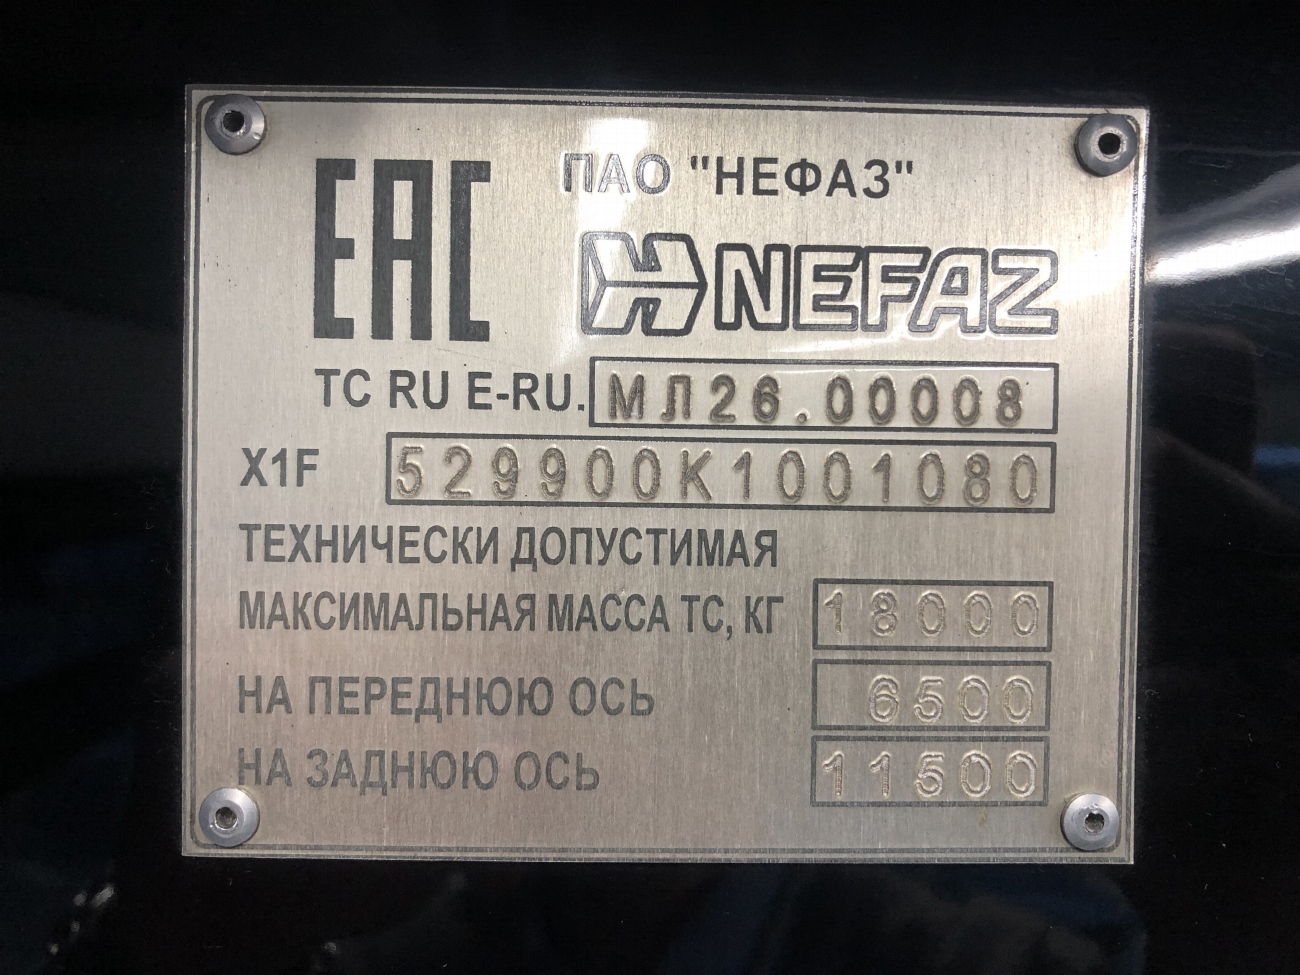 EAC
ПАО "НЕФАЗ"
NEFAZ
ТС RU Е-RU. МЛ26.00008
X1F 529900K1001080
ТЕХНИЧЕСКИ ДОПУСТИМАЯ
МАКСИМАЛЬНАЯ МАССА ТС, КГ 18000
НА ПЕРЕДНЮЮ ОСЬ 6500
НА ЗАДНЮЮ ОСЬ 11500